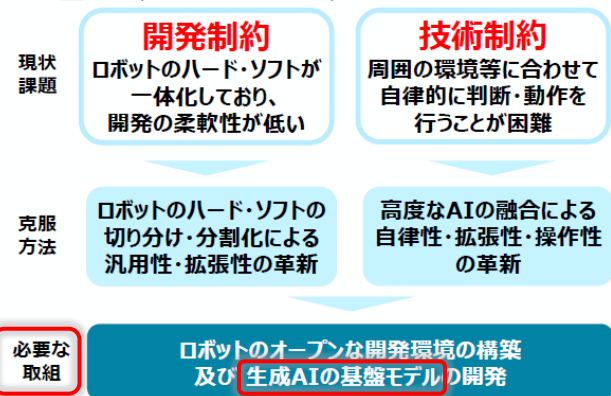 現状
課題
開発制約
ロボットのハード・ソフトが
一体化しており、
開発の柔軟性が低い
技術制約
周囲の環境等に合わせて
自律的に判断・動作を
行うことが困難
克服
方法
ロボットのハード・ソフトの
切り分け・分割化による
汎用性・拡張性の革新
高度なAIの融合による
自律性・拡張性・操作性
の革新
必要な
取組
ロボットのオープンな開発環境の構築
及び 生成AIの基盤モデルの開発